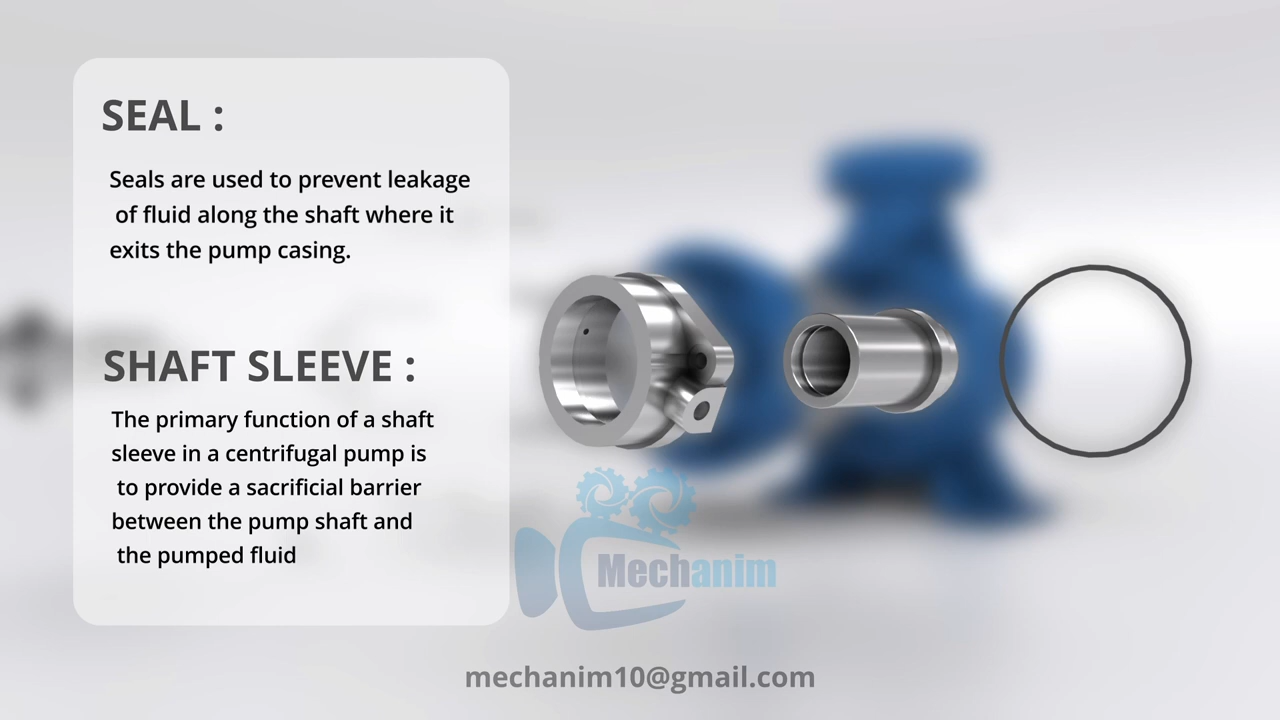 SEAL :
Seals are used to prevent leakage
of fluid along the shaft where it
exits the pump casing.
SHAFT SLEEVE :
The primary function of a shaft
sleeve in a centrifugal pump is
to provide a sacrificial barrier
between the pump shaft and
the pumped fluid
Mechanim
mechanim10@gmail.com